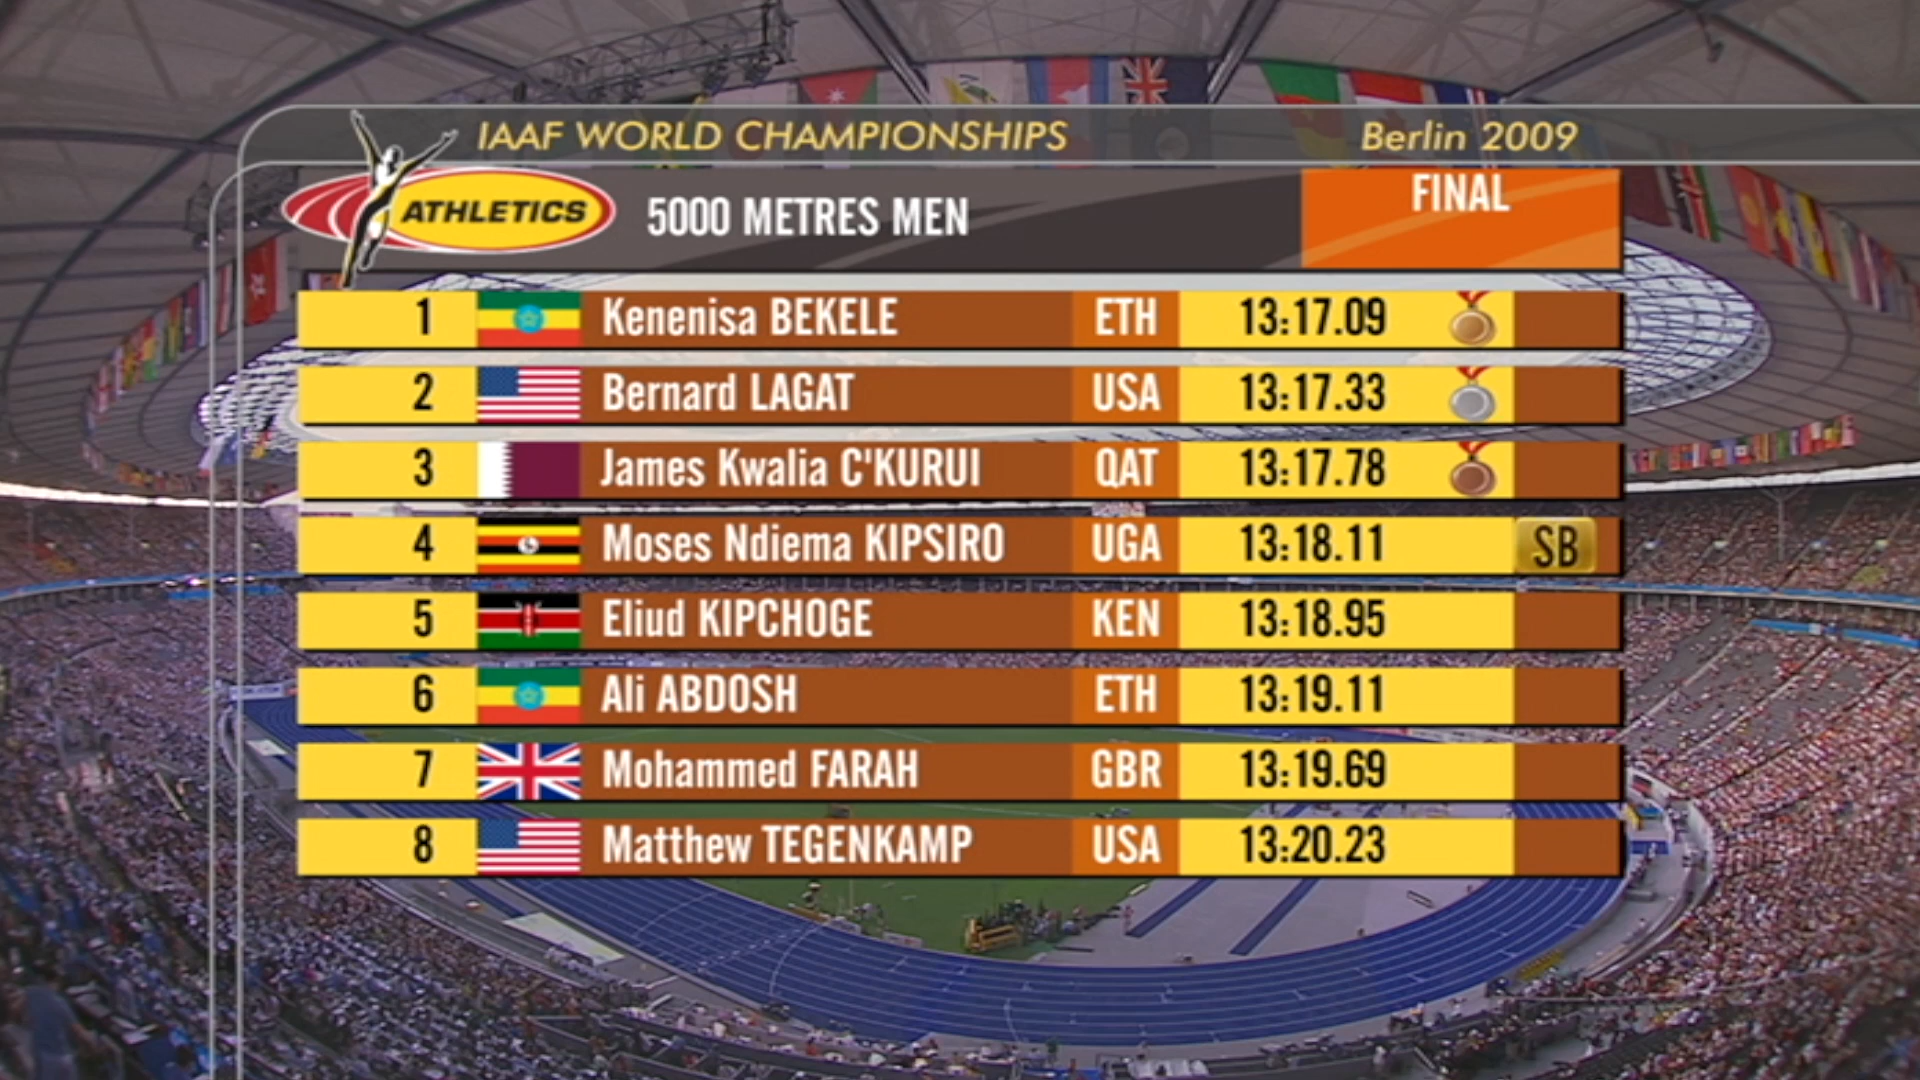 IAAF WORLD CHAMPIONSHIPS Berlin 2009
ATHLETICS 5000 METRES MEN FINAL
1 Kenenisa BEKELE ETH 13:17.09
2 Bernard LAGAT USA 13:17.33
3 James Kwalia C'KURUI QAT 13:17.78
4 Moses Ndiema KIPSIRO UGA 13:18.11 SB
5 Eliud KIPCHOGE KEN 13:18.95
6 Ali ABDOSH ETH 13:19.11
7 Mohammed FARAH GBR 13:19.69
8 Matthew TEGENKAMP USA 13:20.23